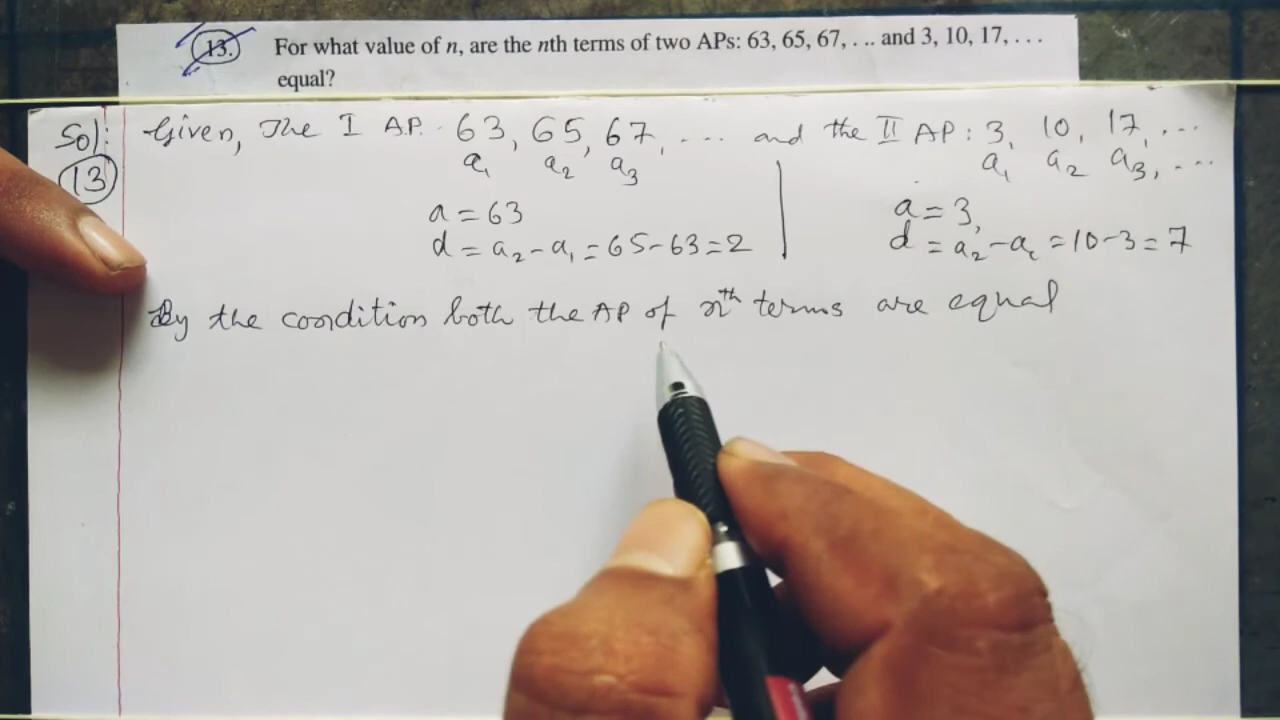 13. For what value of n, are the nth terms of two APs: 63, 65, 67, . . . and 3, 10, 17, . . .
equal?
Sol: Given, The I AP. 63, 65, 67, .... and the II AP: 3, 10, 17, ...
13 a₁ a₂ a₃ a₁ a₂ a₃, ...
a = 63 a = 3,
d = a₂ - a₁ = 65 - 63 = 2 d = a₂ - a₁ = 10 - 3 = 7
By the condition both the AP of nth terms are equal